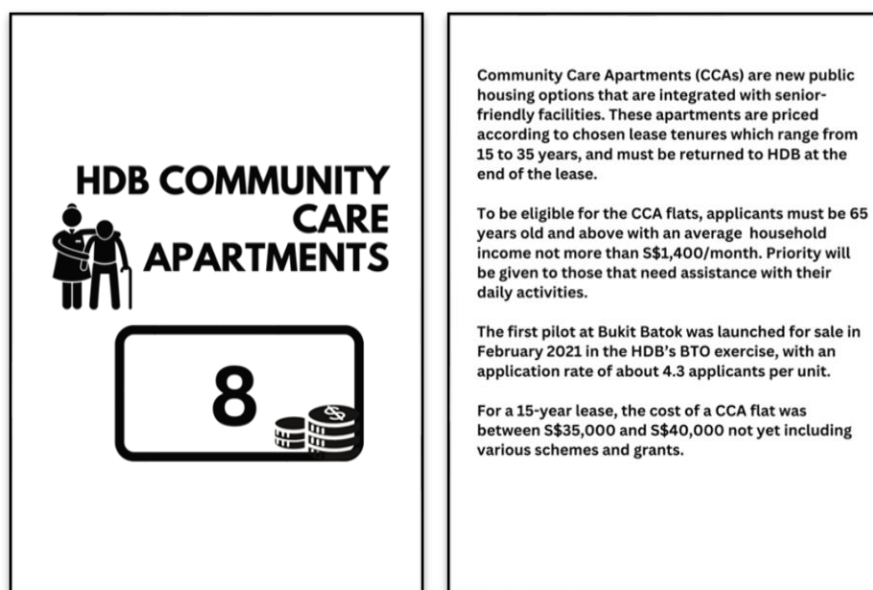 HDB COMMUNITY
CARE
APARTMENTS
8
$
Community Care Apartments (CCAs) are new public
housing options that are integrated with senior-
friendly facilities. These apartments are priced
according to chosen lease tenures which range from
15 to 35 years, and must be returned to HDB at the
end of the lease.
To be eligible for the CCA flats, applicants must be 65
years old and above with an average household
income not more than S$1,400/month. Priority will
be given to those that need assistance with their
daily activities.
The first pilot at Bukit Batok was launched for sale in
February 2021 in the HDB's BTO exercise, with an
application rate of about 4.3 applicants per unit.
For a 15-year lease, the cost of a CCA flat was
between S$35,000 and S$40,000 not yet including
various schemes and grants.